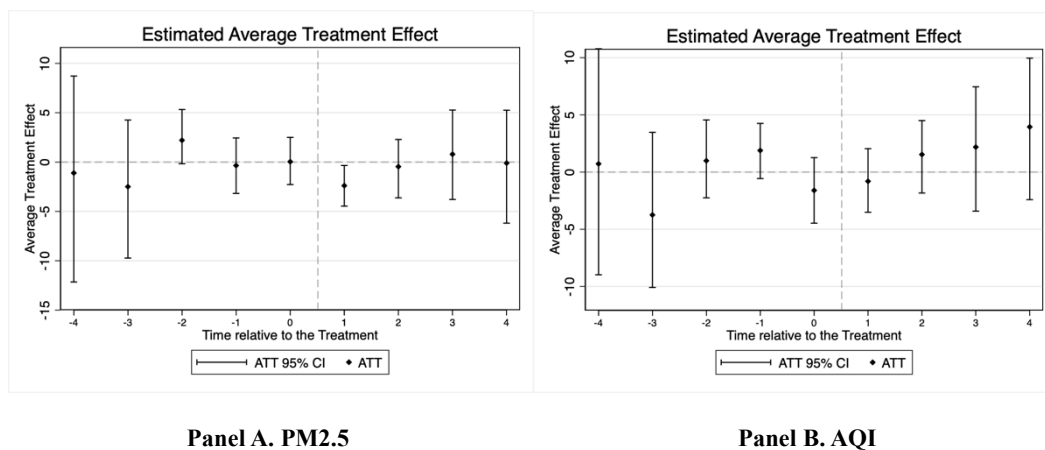 Estimated Average Treatment Effect
Average Treatment Effect
10
5
0
-5
-10
-15
-4 -3 -2 -1 0 1 2 3 4
Time relative to the Treatment
ATT 95% CI ATT
Panel A. PM2.5
Estimated Average Treatment Effect
Average Treatment Effect
10
5
0
-5
-10
-4 -3 -2 -1 0 1 2 3 4
Time relative to the Treatment
ATT 95% CI ATT
Panel B. AQI